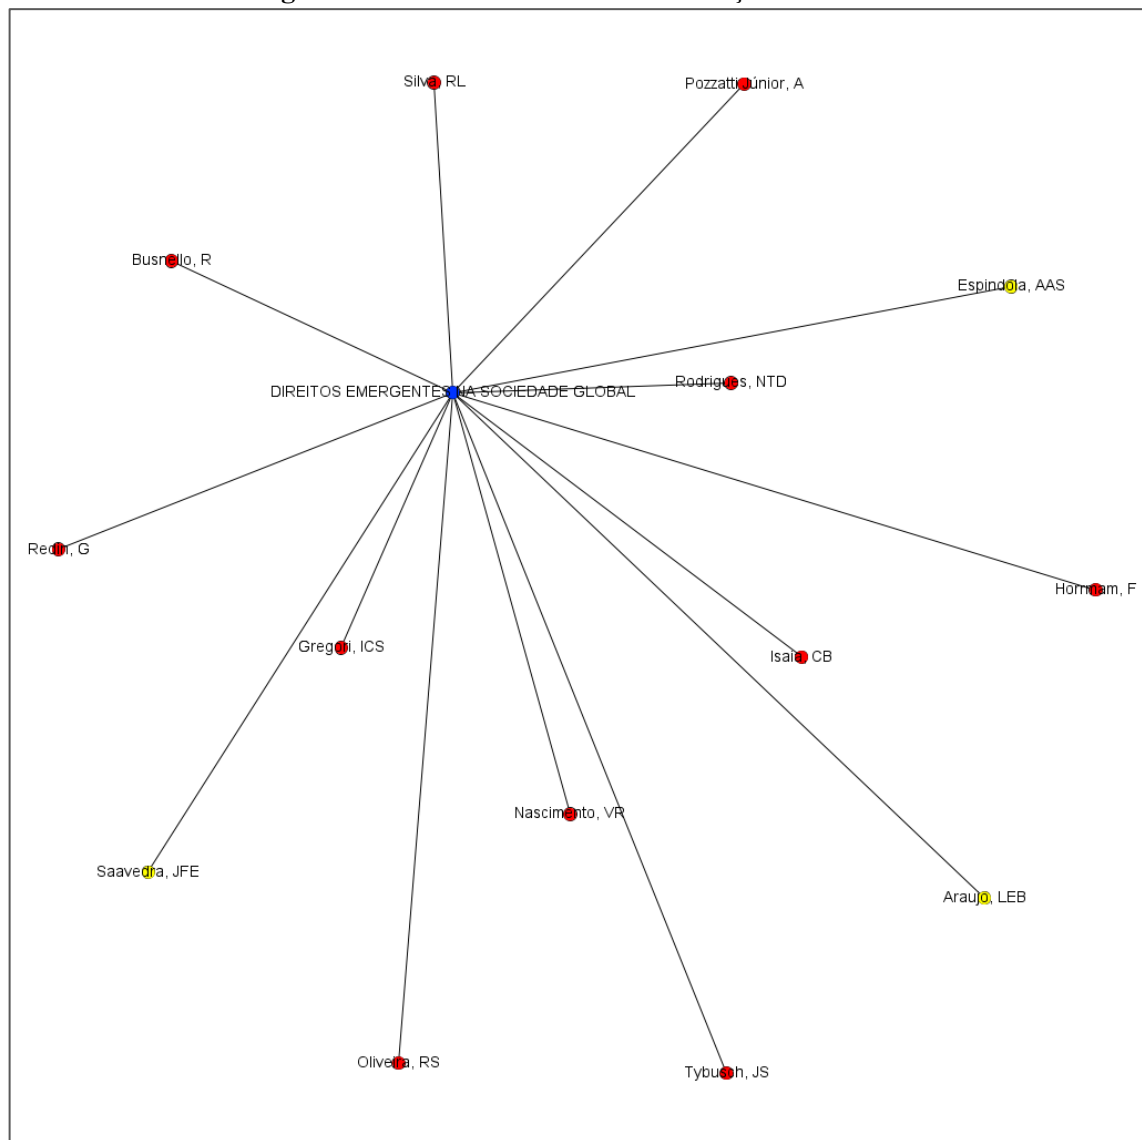 Silva, RL
Pozzatti Júnior, A
Busnello, R
Espindola, AAS
Rodrigues, NTD
DIREITOS EMERGENTES NA SOCIEDADE GLOBAL
Redin, G
Horrmam, F
Gregori, ICS
Isaia, CB
Nascimento, VR
Saavedra, JFE
Araujo, LEB
Oliveira, RS
Tybusch, JS